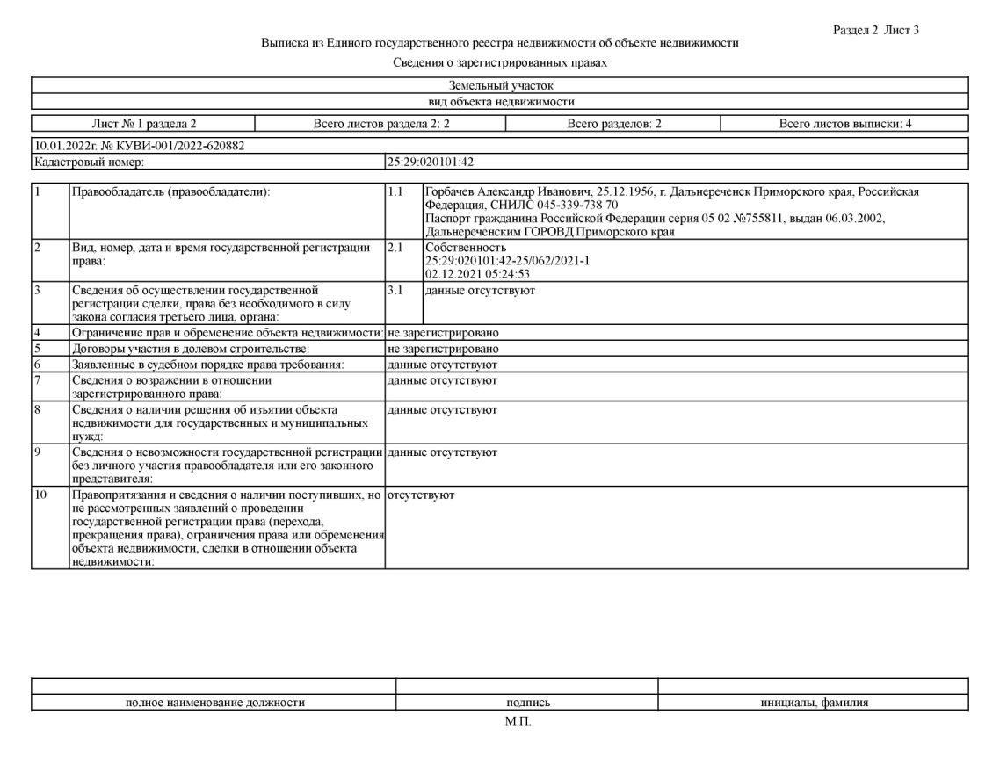 Раздел 2 Лист 3
Выписка из Единого государственного реестра недвижимости об объекте недвижимости
Сведения о зарегистрированных правах
Земельный участок
вид объекта недвижимости
Лист № 1 раздела 2 Всего листов раздела 2: 2 Всего разделов: 2 Всего листов выписки: 4
10.01.2022г. № КУВИ-001/2022-620882
Кадастровый номер: 25:29:020101:42
1 Правообладатель (правообладатели): 1.1 Горбачев Александр Иванович, 25.12.1956, г. Дальнереченск Приморского края, Российская
Федерация, СНИЛС 045-339-738 70
Паспорт гражданина Российской Федерации серия 05 02 №755811, выдан 06.03.2002,
Дальнереченским ГОРОВД Приморского края
2 Вид, номер, дата и время государственной регистрации 2.1 Собственность
права: 25:29:020101:42-25/062/2021-1
02.12.2021 05:24:53
3 Сведения об осуществлении государственной 3.1 данные отсутствуют
регистрации сделки, права без необходимого в силу
закона согласия третьего лица, органа:
4 Ограничение прав и обременение объекта недвижимости: не зарегистрировано
5 Договоры участия в долевом строительстве: не зарегистрировано
6 Заявленные в судебном порядке права требования: данные отсутствуют
7 Сведения о возражении в отношении данные отсутствуют
зарегистрированного права:
8 Сведения о наличии решения об изъятии объекта данные отсутствуют
недвижимости для государственных и муниципальных
нужд:
9 Сведения о невозможности государственной регистрации данные отсутствуют
без личного участия правообладателя или его законного
представителя:
10 Правопритязания и сведения о наличии поступивших, но отсутствуют
не рассмотренных заявлений о проведении
государственной регистрации права (перехода,
прекращения права), ограничения права или обременения
объекта недвижимости, сделки в отношении объекта
недвижимости:
полное наименование должности подпись инициалы, фамилия
М.П.